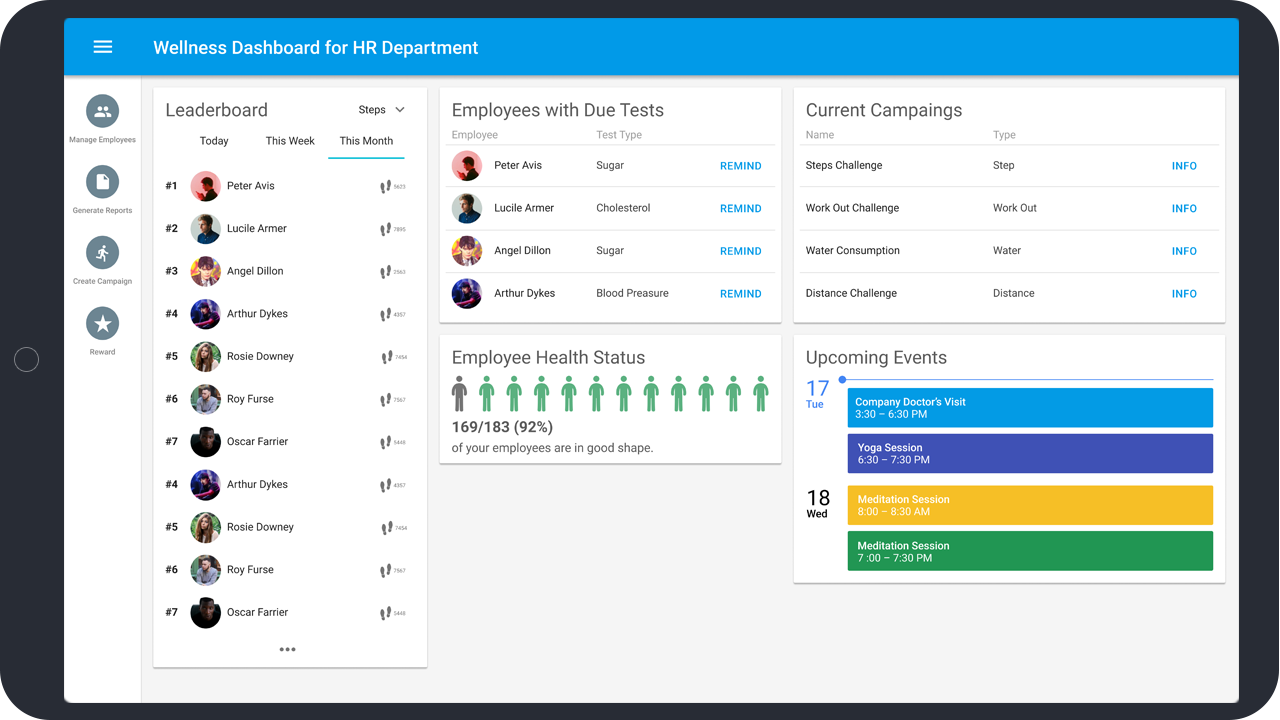 Wellness Dashboard for HR Department
Manage Employees
Generate Reports
Create Campaign
Reward
Leaderboard
Steps
Today This Week This Month
#1 Peter Avis 5623
#2 Lucile Armer 7895
#3 Angel Dillon 2563
#4 Arthur Dykes 4357
#5 Rosie Downey 7454
#6 Roy Furse 7567
#7 Oscar Farrier 5448
#4 Arthur Dykes 4357
#5 Rosie Downey 7454
#6 Roy Furse 7567
#7 Oscar Farrier 5448
Employees with Due Tests
Employee Test Type
Peter Avis Sugar REMIND
Lucile Armer Cholesterol REMIND
Angel Dillon Sugar REMIND
Arthur Dykes Blood Preasure REMIND
Employee Health Status
169/183 (92%)
of your employees are in good shape.
Current Campaings
Name Type
Steps Challenge Step INFO
Work Out Challenge Work Out INFO
Water Consumption Water INFO
Distance Challenge Distance INFO
Upcoming Events
17
Tue
Company Doctor's Visit
3:30 – 6:30 PM
Yoga Session
6:30 – 7:30 PM
18
Wed
Meditation Session
8:00 – 8:30 AM
Meditation Session
7 :00 – 7:30 PM